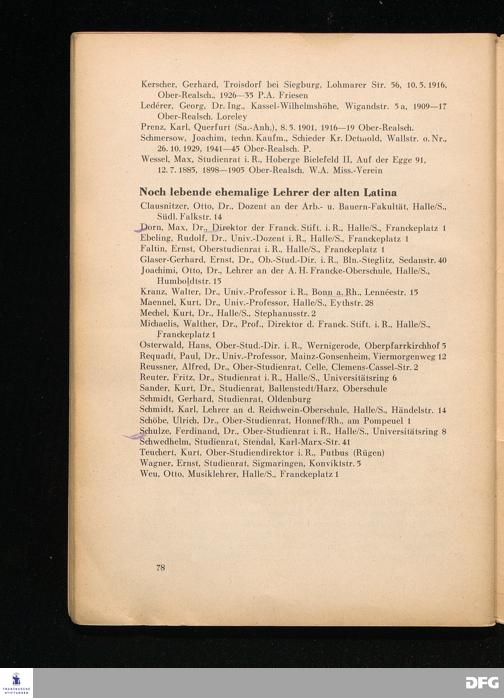 Kerscher, Gerhard, Troisdorf bei Siegburg, Lohmarer Str. 56, 10. 5. 1916,
Ober-Realsch., 1926—35 P.A. Friesen
Ledérer, Georg, Dr. Ing., Kassel-Wilhelmshöhe, Wigandstr. 5 a, 1909—17
Ober-Realsch. Loreley
Prenz, Karl, Querfurt (Sa.-Anh.), 8. 5. 1901, 1916—19 Ober-Realsch.
Schmersow, Joachim, techn. Kaufm., Schieder Kr. Detmold, Wallstr. o. Nr.,
26. 10. 1929, 1941—45 Ober-Realsch. P.
Wessel, Max, Studienrat i. R., Hoberge Bielefeld II, Auf der Egge 91,
12. 7. 1885, 1898—1905 Ober-Realsch. W.A. Miss.-Verein
Noch lebende ehemalige Lehrer der alten Latina
Clausnitzer, Otto, Dr., Dozent an der Arb.- u. Bauern-Fakultät, Halle/S.,
Südl. Falkstr. 14
Dorn, Max, Dr., Direktor der Franck. Stift. i. R., Halle/S., Franckeplatz 1
Ebeling, Rudolf, Dr., Univ.-Dozent i. R., Halle/S., Franckeplatz 1
Faltin, Ernst, Oberstudienrat i. R., Halle/S., Franckeplatz 1
Glaser-Gerhard, Ernst, Dr., Ob.-Stud.-Dir. i. R., Bln.-Steglitz, Sedanstr. 40
Joachimi, Otto, Dr., Lehrer an der A. H. Francke-Oberschule, Halle/S.,
Humboldtstr. 15
Kranz, Walter, Dr., Univ.-Professor i. R., Bonn a. Rh., Lennéestr. 15
Maennel, Kurt, Dr., Univ.-Professor, Halle/S., Eythstr. 28
Mechel, Kurt, Dr., Halle/S., Stephanusstr. 2
Michaelis, Walther, Dr., Prof., Direktor d. Franck. Stift. i. R., Halle/S.,
Franckeplatz 1
Osterwald, Hans, Ober-Stud.-Dir. i. R., Wernigerode, Oberpfarrkirchhof 5
Requadt, Paul, Dr., Univ.-Professor, Mainz-Gonsenheim, Viermorgenweg 12
Reussner, Alfred, Dr., Ober-Studienrat, Celle, Clemens-Cassel-Str. 2
Reuter, Fritz, Dr., Studienrat i. R., Halle/S., Universitätsring 6
Sander, Kurt, Dr., Studienrat, Ballenstedt/Harz, Oberschule
Schmidt, Gerhard, Studienrat, Oldenburg
Schmidt, Karl, Lehrer an d. Reichwein-Oberschule, Halle/S., Händelstr. 14
Schöbe, Ulrich, Dr., Ober-Studienrat, Honnef/Rh., am Pompeuel 1
Schulze, Ferdinand, Dr., Ober-Studienrat i. R., Halle/S., Universitätsring 8
Schwedhelm, Studienrat, Stendal, Karl-Marx-Str. 41
Teuchert, Kurt, Ober-Studiendirektor i. R., Putbus (Rügen)
Wagner, Ernst, Studienrat, Sigmaringen, Konviktstr. 5
Weu, Otto, Musiklehrer, Halle/S., Franckeplatz 1
78
FRANCKESCHE
STIFTUNGEN
DFG